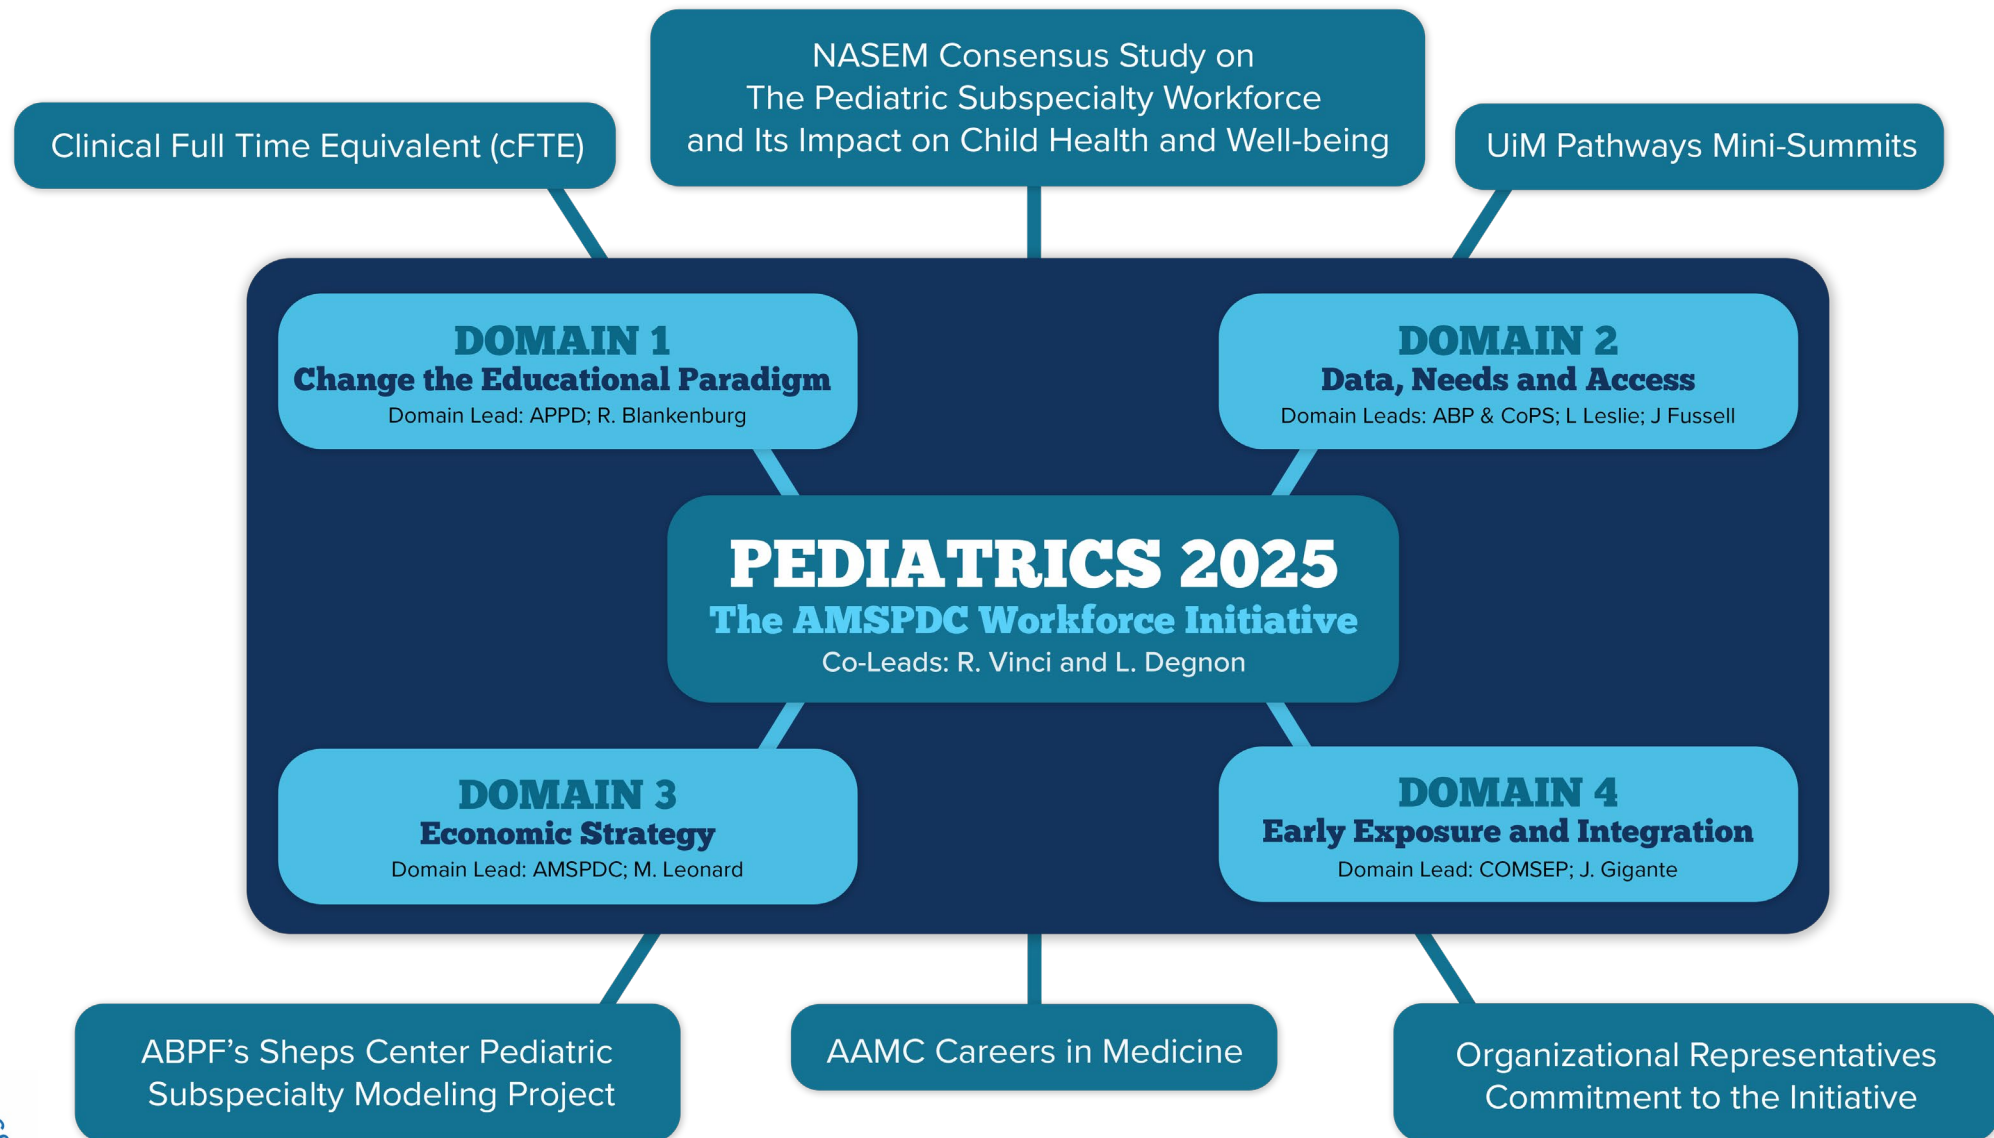 NASEM Consensus Study on
The Pediatric Subspecialty Workforce
and Its Impact on Child Health and Well-being
Clinical Full Time Equivalent (cFTE)
UiM Pathways Mini-Summits
DOMAIN 1
Change the Educational Paradigm
Domain Lead: APPD; R. Blankenburg
DOMAIN 2
Data, Needs and Access
Domain Leads: ABP & CoPS; L Leslie; J Fussell
PEDIATRICS 2025
The AMSPDC Workforce Initiative
Co-Leads: R. Vinci and L. Degnon
DOMAIN 3
Economic Strategy
Domain Lead: AMSPDC; M. Leonard
DOMAIN 4
Early Exposure and Integration
Domain Lead: COMSEP; J. Gigante
ABPF’s Sheps Center Pediatric
Subspecialty Modeling Project
AAMC Careers in Medicine
Organizational Representatives
Commitment to the Initiative